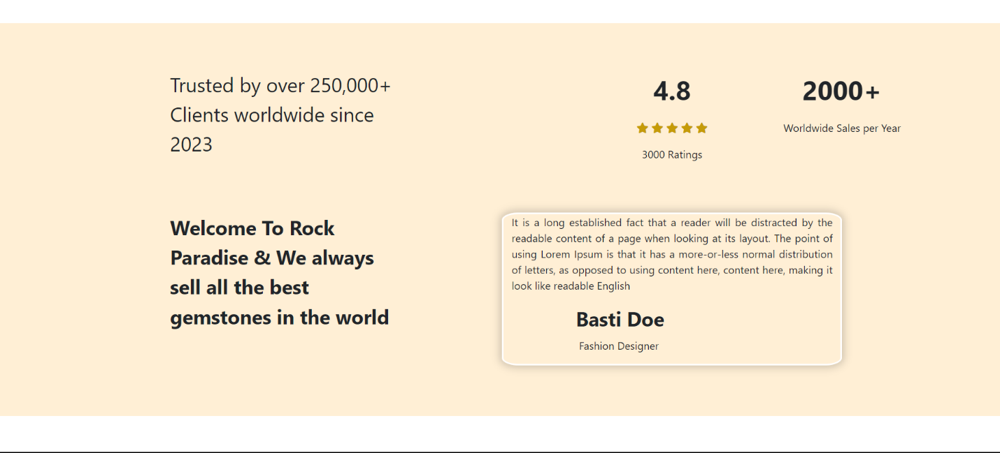 Trusted by over 250,000+
Clients worldwide since
2023
4.8
3000 Ratings
2000+
Worldwide Sales per Year
Welcome To Rock
Paradise & We always
sell all the best
gemstones in the world
It is a long established fact that a reader will be distracted by the
readable content of a page when looking at its layout. The point of
using Lorem Ipsum is that it has a more-or-less normal distribution
of letters, as opposed to using content here, content here, making it
look like readable English
Basti Doe
Fashion Designer